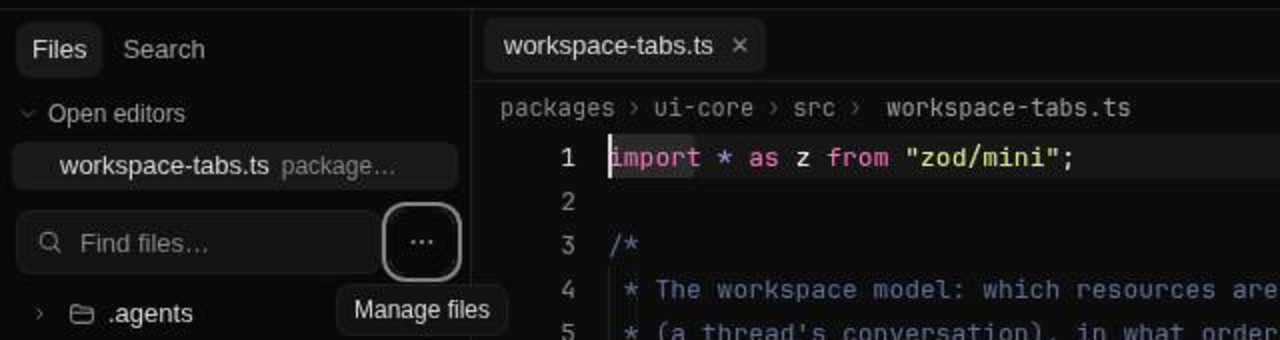 Files Search
workspace-tabs.ts ×
Open editors
workspace-tabs.ts package...
Find files...
...
.agents
Manage files
packages › ui-core › src › workspace-tabs.ts
1 import * as z from "zod/mini";
2
3 /*
4 * The workspace model: which resources are
5 * (a thread's conversation), in what order